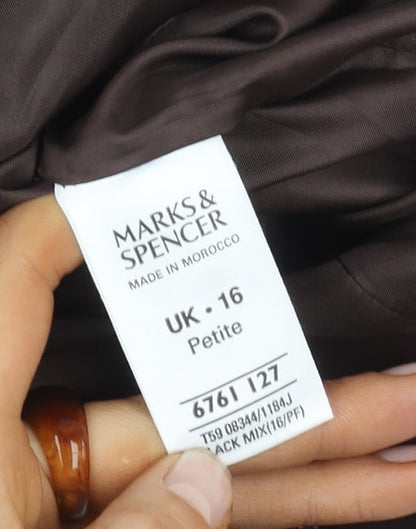 MARKS &
SPENCER
MADE IN MOROCCO
UK • 16
Petite
6761 127
T59 08344/1184J
LACK MIX(16/PF)